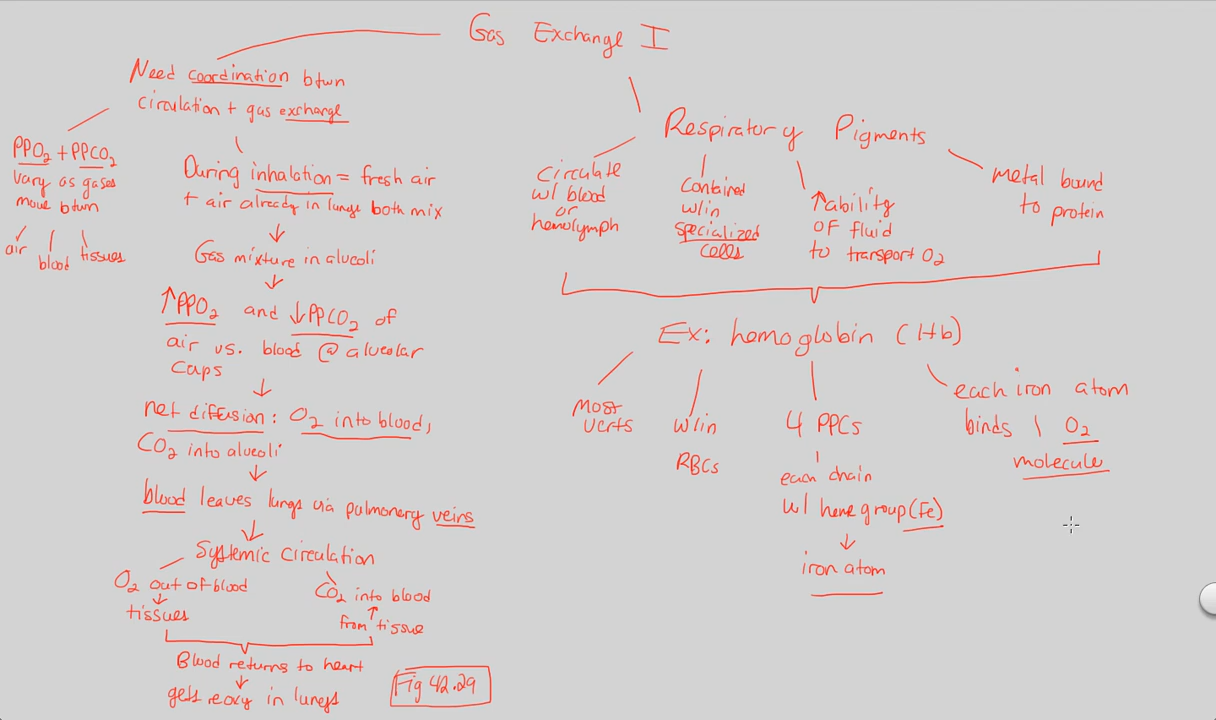 Gas Exchange I
Need coordination btwn
circulation + gas exchange
PPO2 + PPCO2
vary as gases
move btwn
air
blood
tissues
During inhalation = fresh air
+ air already in lungs both mix
↓
Gas mixture in alveoli
↓
↑PPO2 and ↓PPCO2 of
air vs. blood @ alveolar
caps
↓
net diffusion: O2 into blood,
CO2 into alveoli
↓
blood leaves lungs via pulmonary veins
↓
Systemic circulation
O2 out of blood
↓
tissues
CO2 into blood
↑
from tissue
Blood returns to heart
↓
gets reoxy in lungs
Fig 42.29
Respiratory Pigments
Circulate
w/ blood
or
hemolymph
Contained
w/in
specialized
cells
↑ability
OF fluid
to transport O2
metal bound
to protein
Ex: hemoglobin (Hb)
most
verts
w/in
RBCs
4 PPCs
each chain
w/ heme group (Fe)
↓
iron atom
each iron atom
binds 1 O2
molecule